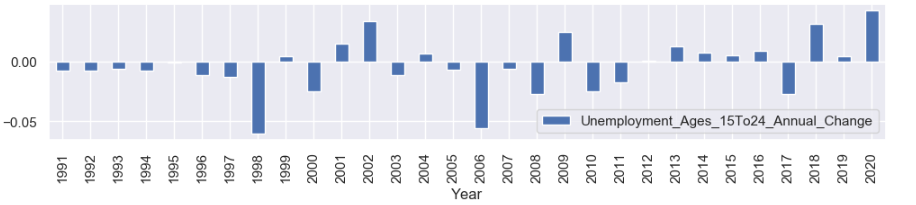 0.00
−0.05
Unemployment_Ages_15To24_Annual_Change
1991 1992 1993 1994 1995 1996 1997 1998 1999 2000 2001 2002 2003 2004 2005 2006 2007 2008 2009 2010 2011 2012 2013 2014 2015 2016 2017 2018 2019 2020
Year